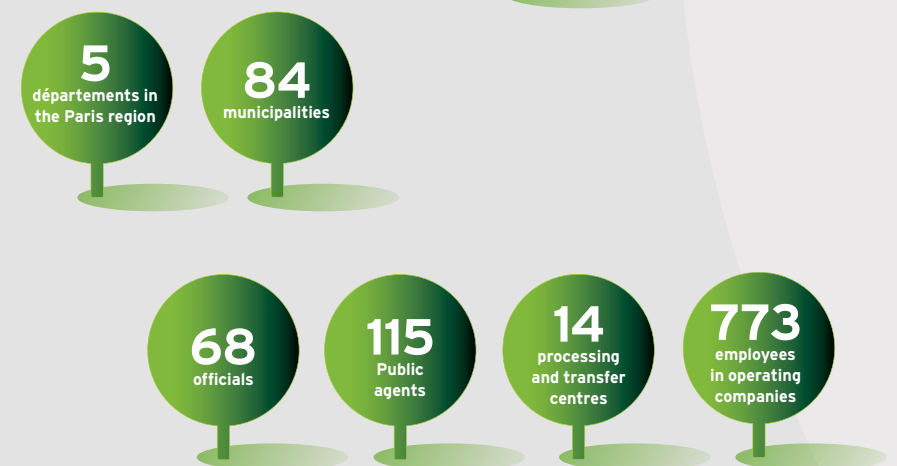 5
départements in
the Paris region
84
municipalities
68
officials
115
Public
agents
14
processing
and transfer
centres
773
employees
in operating
companies